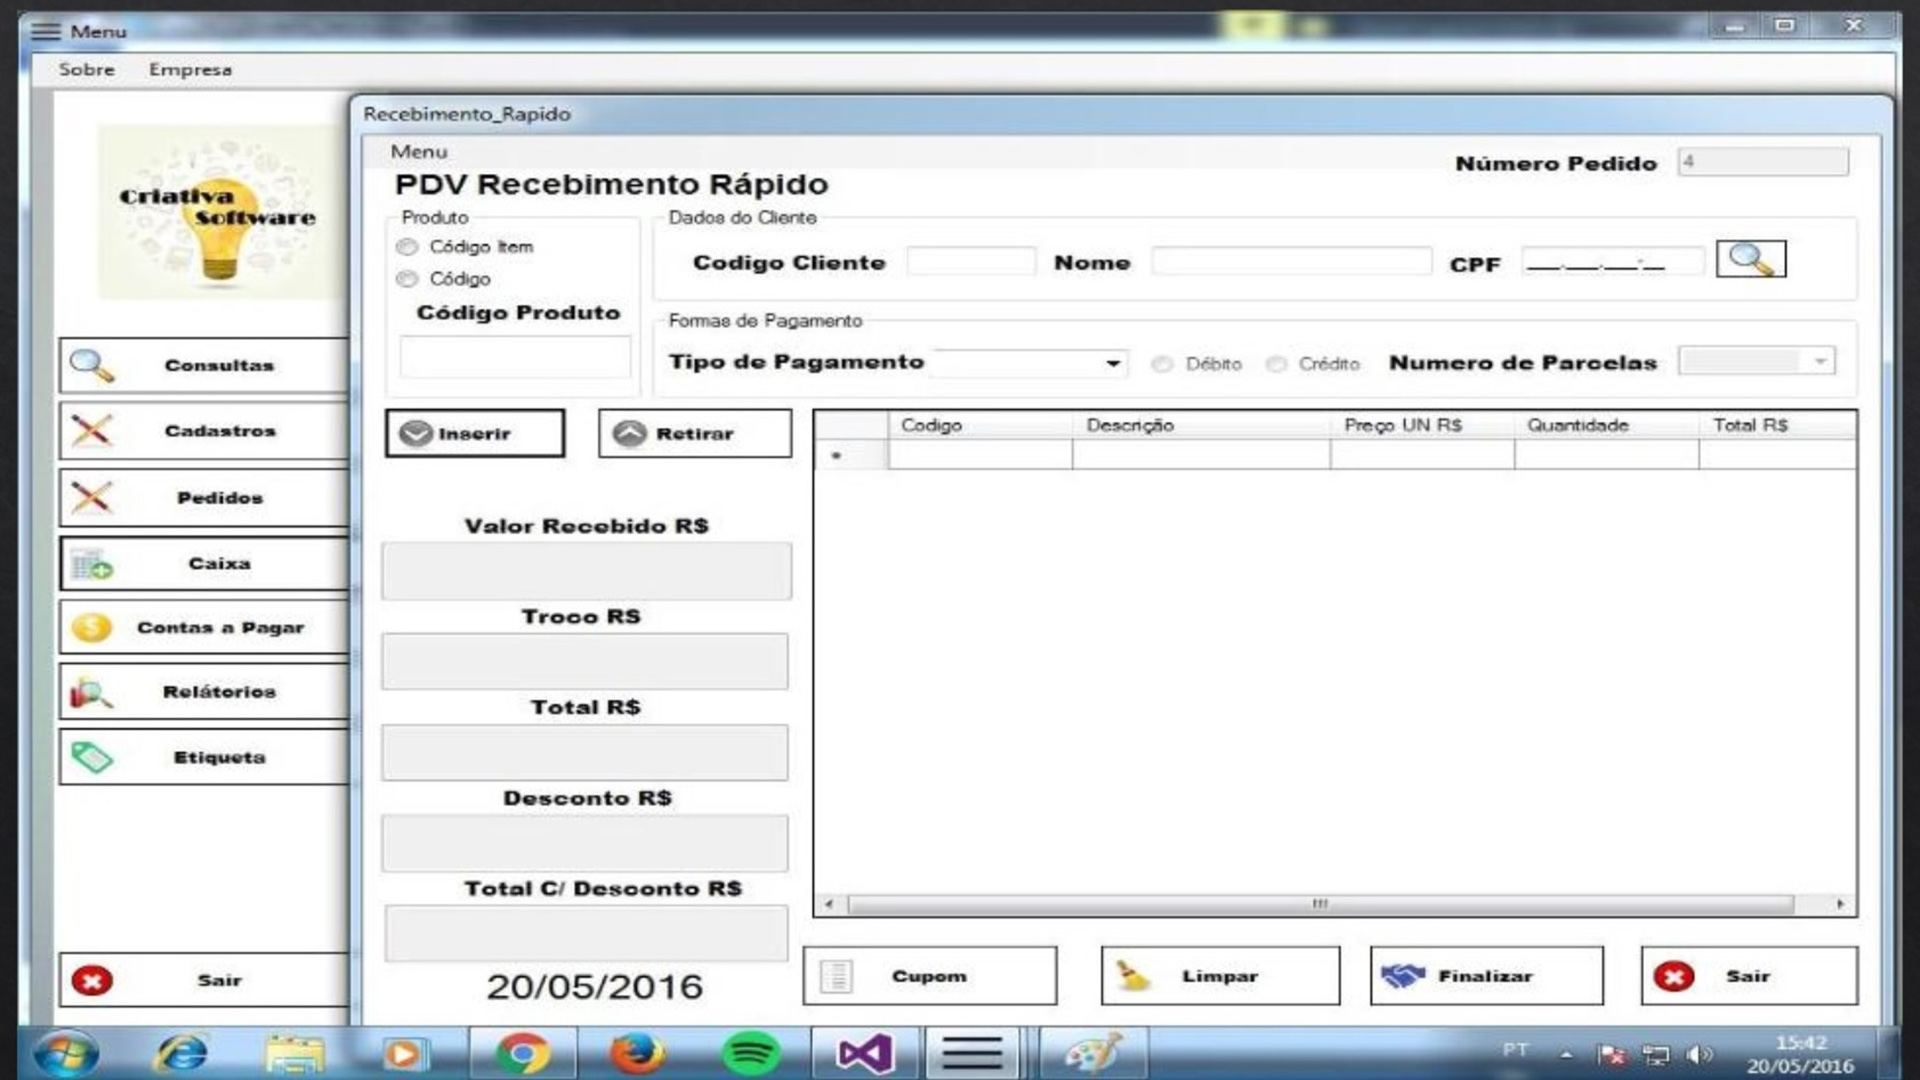 Menu
Sobre Empresa
Criativa
Software
Consultas
Cadastros
Pedidos
Caixa
Contas a Pagar
Relátorios
Etiqueta
Sair
Recebimento_Rapido
Menu
PDV Recebimento Rápido
Número Pedido 4
Produto
Código Item
Código
Código Produto
Dados do Cliente
Codigo Cliente Nome CPF __.__.__-__
Formas de Pagamento
Tipo de Pagamento Débito Crédito Numero de Parcelas
Inserir Retirar
Codigo Descrição Preço UN R$ Quantidade Total R$
Valor Recebido R$
Troco R$
Total R$
Desconto R$
Total C/ Desconto R$
20/05/2016
Cupom Limpar Finalizar Sair
PT
15:42
20/05/2016